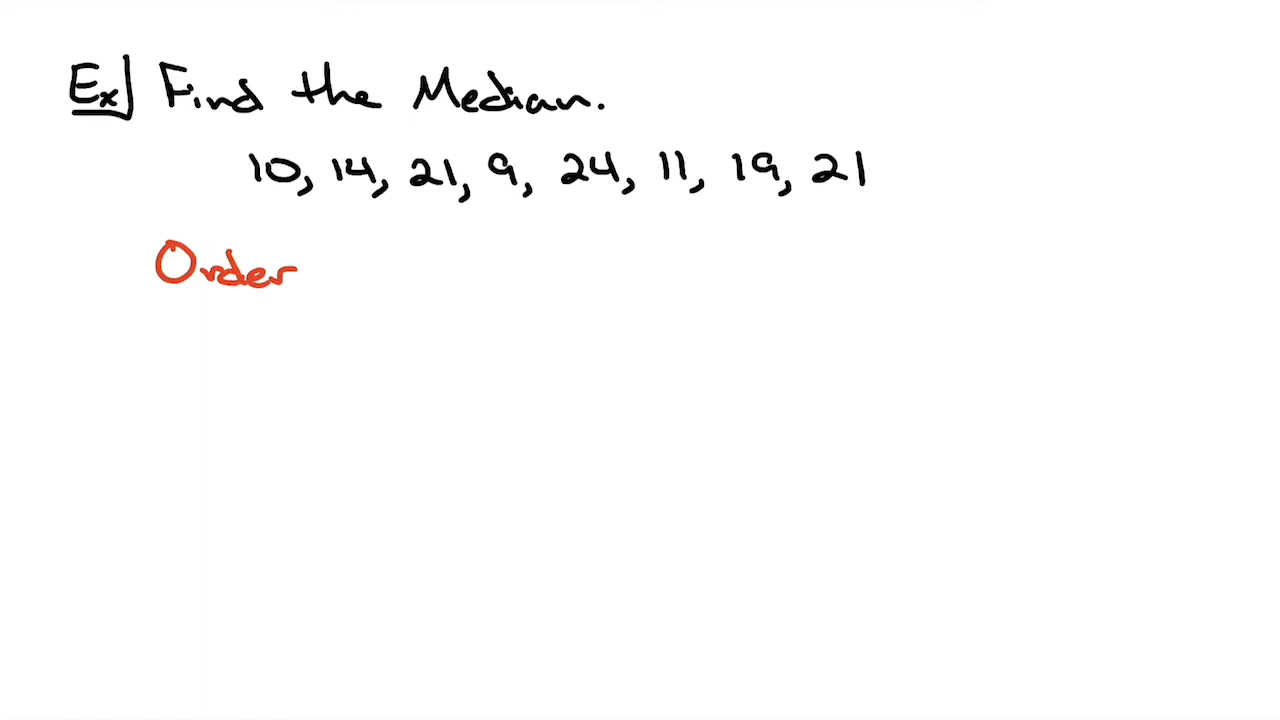 Ex Find the Median.
10, 14, 21, 9, 24, 11, 19, 21
Order